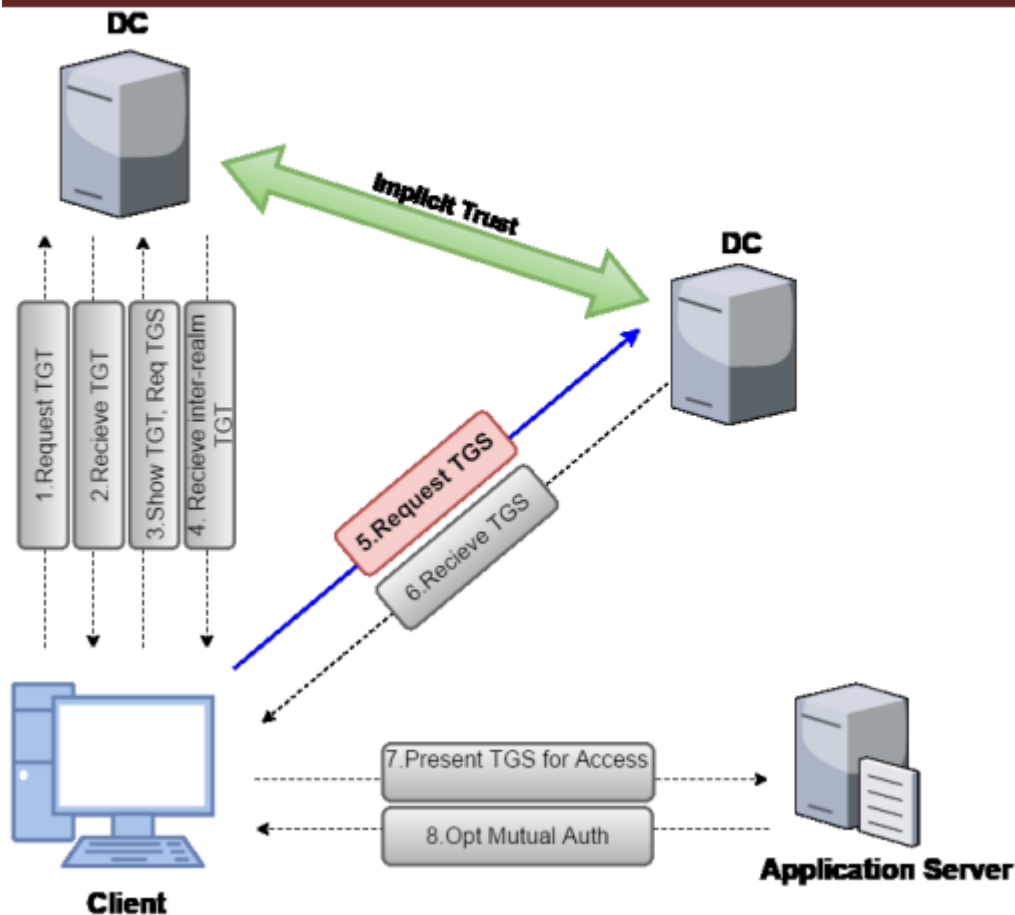 DC
Implicit Trust
DC
1.Request TGT
2.Recieve TGT
3.Show TGT, Req TGS
4. Recieve inter-realm
TGT
5.Request TGS
6.Recieve TGS
7.Present TGS for Access
8.Opt Mutual Auth
Application Server
Client